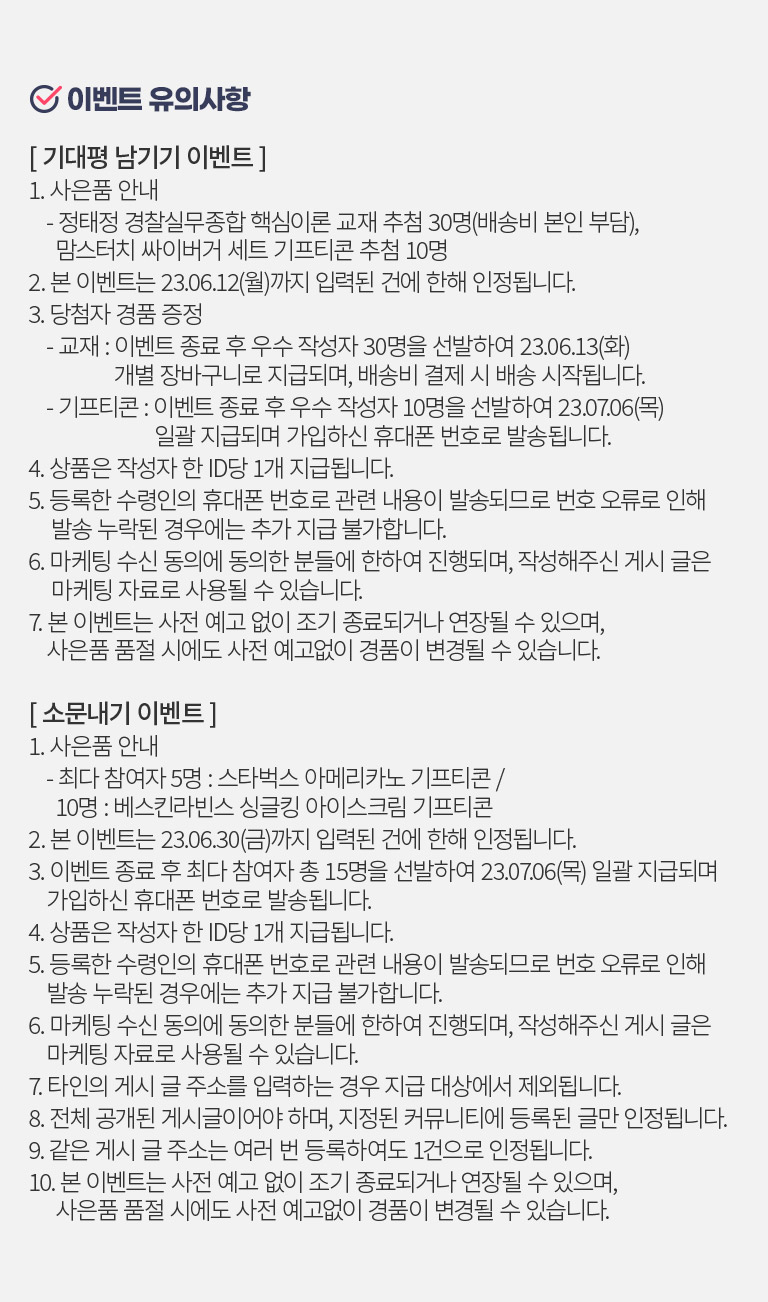 이벤트 유의사항
[ 기대평 남기기 이벤트 ]
1. 사은품 안내
- 정태정 경찰실무종합 핵심이론 교재 추첨 30명(배송비 본인 부담),
맘스터치 싸이버거 세트 기프티콘 추첨 10명
2. 본 이벤트는 23.06.12(월)까지 입력된 건에 한해 인정됩니다.
3. 당첨자 경품 증정
- 교재 : 이벤트 종료 후 우수 작성자 30명을 선발하여 23.06.13(화)
개별 장바구니로 지급되며, 배송비 결제 시 배송 시작됩니다.
- 기프티콘 : 이벤트 종료 후 우수 작성자 10명을 선발하여 23.07.06(목)
일괄 지급되며 가입하신 휴대폰 번호로 발송됩니다.
4. 상품은 작성자 한 ID당 1개 지급됩니다.
5. 등록한 수령인의 휴대폰 번호로 관련 내용이 발송되므로 번호 오류로 인해
발송 누락된 경우에는 추가 지급 불가합니다.
6. 마케팅 수신 동의에 동의한 분들에 한하여 진행되며, 작성해주신 게시 글은
마케팅 자료로 사용될 수 있습니다.
7. 본 이벤트는 사전 예고 없이 조기 종료되거나 연장될 수 있으며,
사은품 품절 시에도 사전 예고없이 경품이 변경될 수 있습니다.
[ 소문내기 이벤트 ]
1. 사은품 안내
- 최다 참여자 5명 : 스타벅스 아메리카노 기프티콘 /
10명 : 베스킨라빈스 싱글킹 아이스크림 기프티콘
2. 본 이벤트는 23.06.30(금)까지 입력된 건에 한해 인정됩니다.
3. 이벤트 종료 후 최다 참여자 총 15명을 선발하여 23.07.06(목) 일괄 지급되며
가입하신 휴대폰 번호로 발송됩니다.
4. 상품은 작성자 한 ID당 1개 지급됩니다.
5. 등록한 수령인의 휴대폰 번호로 관련 내용이 발송되므로 번호 오류로 인해
발송 누락된 경우에는 추가 지급 불가합니다.
6. 마케팅 수신 동의에 동의한 분들에 한하여 진행되며, 작성해주신 게시 글은
마케팅 자료로 사용될 수 있습니다.
7. 타인의 게시 글 주소를 입력하는 경우 지급 대상에서 제외됩니다.
8. 전체 공개된 게시글이어야 하며, 지정된 커뮤니티에 등록된 글만 인정됩니다.
9. 같은 게시 글 주소는 여러 번 등록하여도 1건으로 인정됩니다.
10. 본 이벤트는 사전 예고 없이 조기 종료되거나 연장될 수 있으며,
사은품 품절 시에도 사전 예고없이 경품이 변경될 수 있습니다.